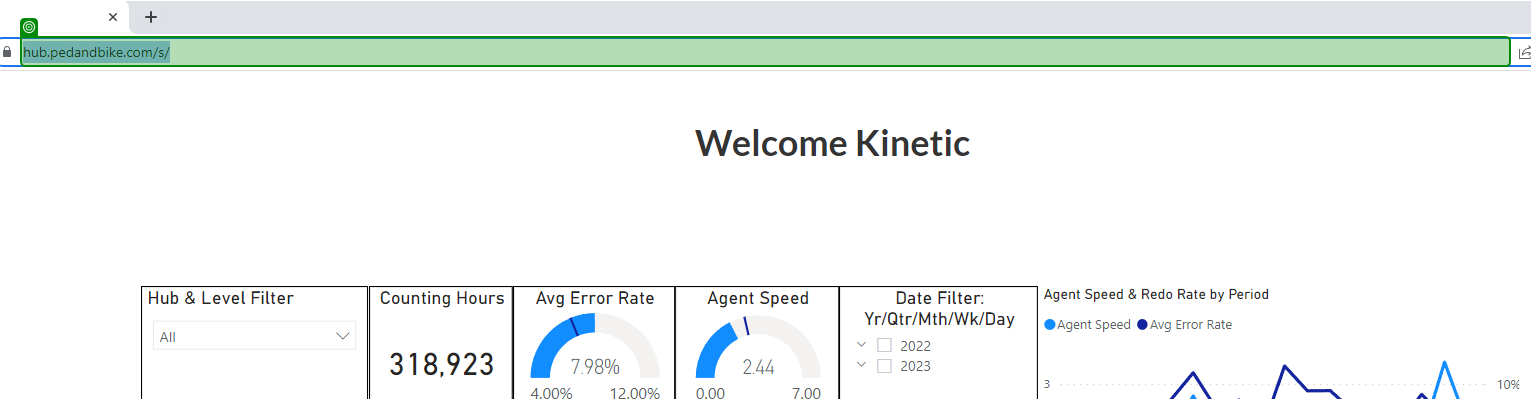 hub.pedandbike.com/s/
Welcome Kinetic
Hub & Level Filter
All
Counting Hours
318,923
Avg Error Rate
7.98%
4.00% 12.00%
Agent Speed
2.44
0.00 7.00
Date Filter:
Yr/Qtr/Mth/Wk/Day
2022
2023
Agent Speed & Redo Rate by Period
Agent Speed Avg Error Rate
3 10%